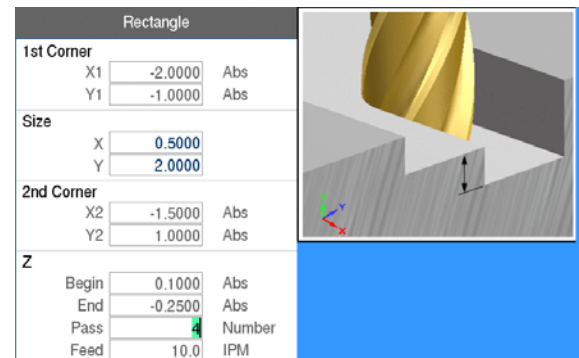 Rectangle
1st Corner
X1 -2.0000 Abs
Y1 -1.0000 Abs
Size
X 0.5000
Y 2.0000
2nd Corner
X2 -1.5000 Abs
Y2 1.0000 Abs
Z
Begin 0.1000 Abs
End -0.2500 Abs
Pass 4 Number
Feed 10.0 IPM
Y
X